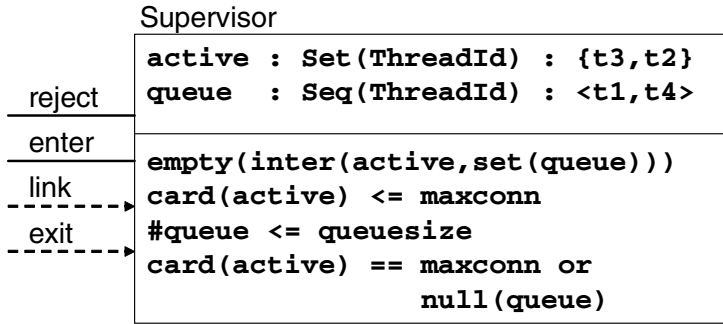 Supervisor
active : Set(ThreadId) : {t3,t2}
queue : Seq(ThreadId) : <t1,t4>
reject
enter
link
exit
empty(inter(active,set(queue)))
card(active) <= maxconn
#queue <= queuesize
card(active) == maxconn or
null(queue)